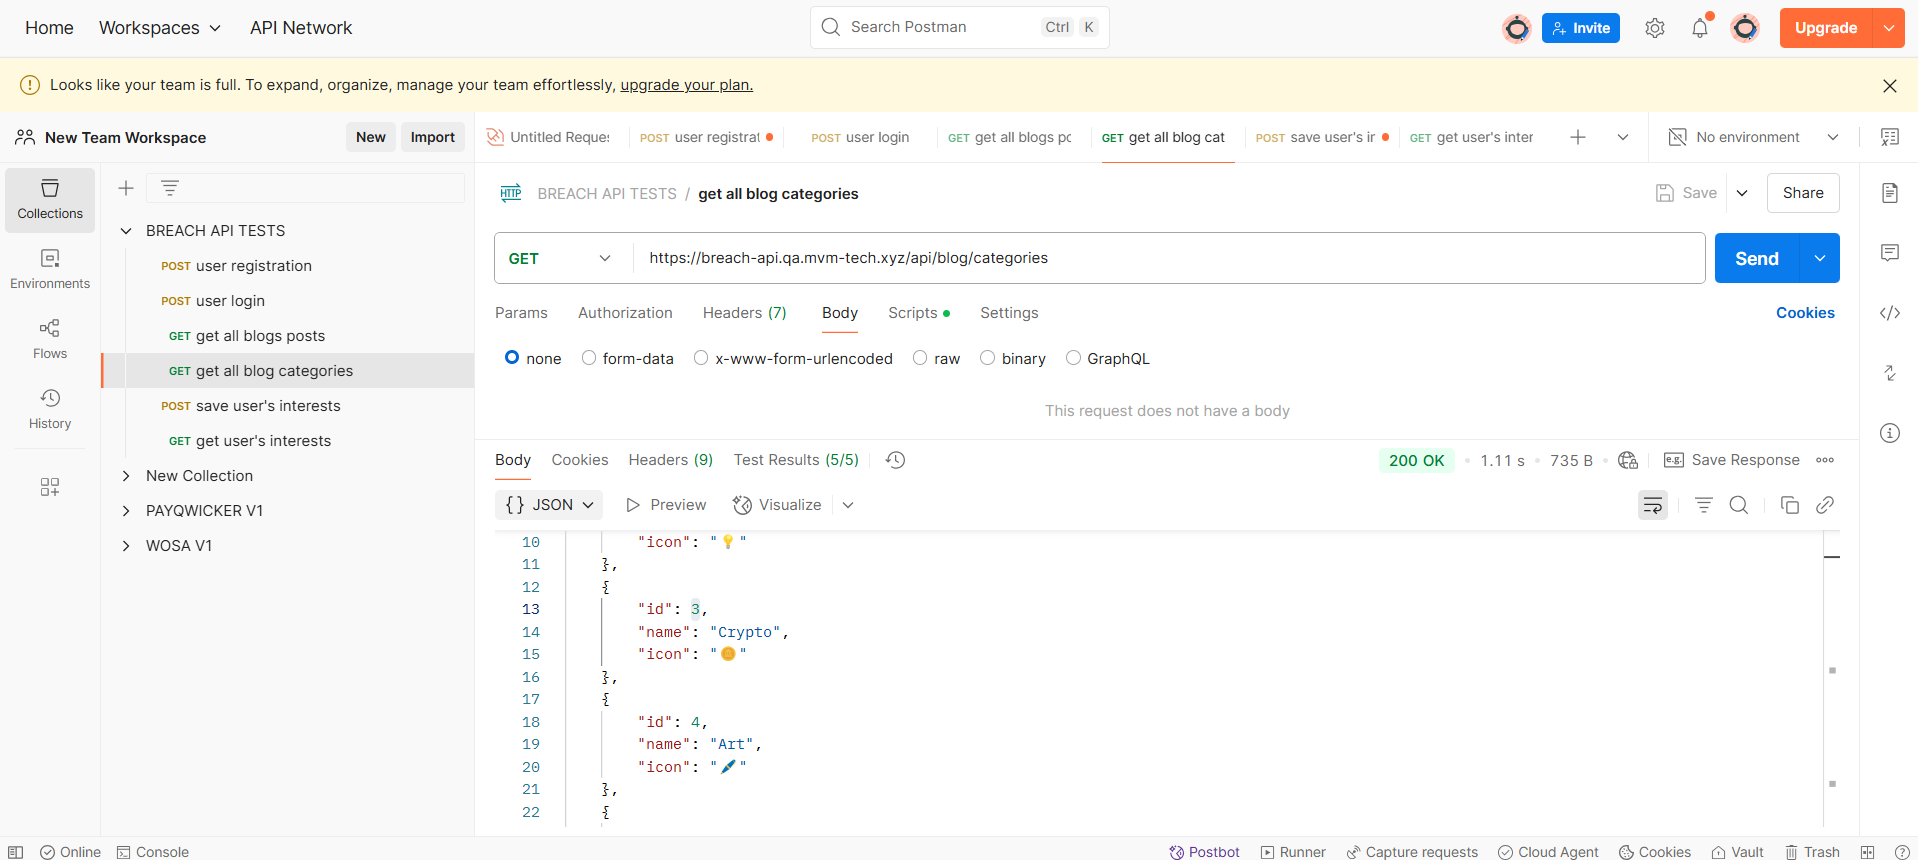 Home Workspaces API Network Search Postman Ctrl K Invite Upgrade
Looks like your team is full. To expand, organize, manage your team effortlessly, upgrade your plan.
New Team Workspace New Import
Untitled Reques POST user registrat POST user login GET get all blogs po GET get all blog cat POST save user's ir GET get user's inter No environment
Collections
Environments
Flows
History
BREACH API TESTS
POST user registration
POST user login
GET get all blogs posts
GET get all blog categories
POST save user's interests
GET get user's interests
New Collection
PAYQWICKER V1
WOSA V1
HTTP BREACH API TESTS / get all blog categories Save Share
GET https://breach-api.qa.mvm-tech.xyz/api/blog/categories Send
Params Authorization Headers (7) Body Scripts Settings Cookies
none form-data x-www-form-urlencoded raw binary GraphQL
This request does not have a body
Body Cookies Headers (9) Test Results (5/5) 200 OK 1.11 s 735 B e.g. Save Response
{} JSON Preview Visualize
10 "icon": "💡"
11 },
12 {
13 "id": 3,
14 "name": "Crypto",
15 "icon": "🪙"
16 },
17 {
18 "id": 4,
19 "name": "Art",
20 "icon": "🖌️"
21 },
22 {
Online Console Postbot Runner Capture requests Cloud Agent Cookies Vault Trash